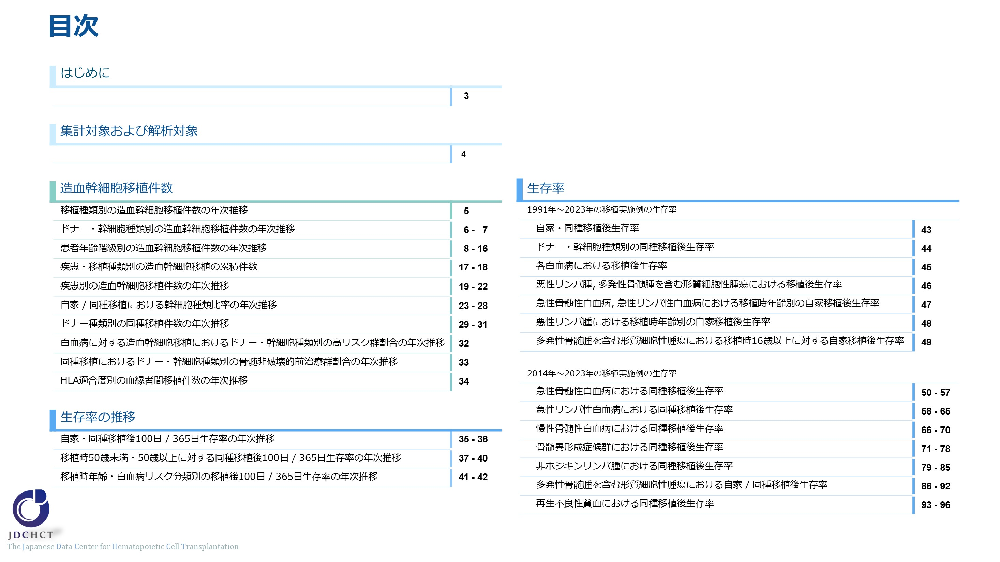 目次
はじめに
3
集計対象および解析対象
4
造血幹細胞移植件数
移植種類別の造血幹細胞移植件数の年次推移 5
ドナー・幹細胞種類別の造血幹細胞移植件数の年次推移 6 - 7
患者年齢階級別の造血幹細胞移植件数の年次推移 8 - 16
疾患・移植種類別の造血幹細胞移植の累積件数 17 - 18
疾患別の造血幹細胞移植件数の年次推移 19 - 22
自家 / 同種移植における幹細胞種類比率の年次推移 23 - 28
ドナー種類別の同種移植件数の年次推移 29 - 31
白血病に対する造血幹細胞移植におけるドナー・幹細胞種類別の高リスク群割合の年次推移 32
同種移植におけるドナー・幹細胞種類別の骨髄非破壊的前治療群割合の年次推移 33
HLA適合度別の血縁者間移植件数の年次推移 34
生存率の推移
自家・同種移植後100日 / 365日生存率の年次推移 35 - 36
移植時50歳未満・50歳以上に対する同種移植後100日 / 365日生存率の年次推移 37 - 40
移植時年齢・白血病リスク分類別の移植後100日 / 365日生存率の年次推移 41 - 42
生存率
1991年～2023年の移植実施例の生存率
自家・同種移植後生存率 43
ドナー・幹細胞種類別の同種移植後生存率 44
各白血病における移植後生存率 45
悪性リンパ腫, 多発性骨髄腫を含む形質細胞性腫瘍における移植後生存率 46
急性骨髄性白血病, 急性リンパ性白血病における移植時年齢別の自家移植後生存率 47
悪性リンパ腫における移植時年齢別の自家移植後生存率 48
多発性骨髄腫を含む形質細胞性腫瘍における移植時16歳以上に対する自家移植後生存率 49
2014年～2023年の移植実施例の生存率
急性骨髄性白血病における同種移植後生存率 50 - 57
急性リンパ性白血病における同種移植後生存率 58 - 65
慢性骨髄性白血病における同種移植後生存率 66 - 70
骨髄異形成症候群における同種移植後生存率 71 - 78
非ホジキンリンパ腫における同種移植後生存率 79 - 85
多発性骨髄腫を含む形質細胞性腫瘍における自家 / 同種移植後生存率 86 - 92
再生不良性貧血における同種移植後生存率 93 - 96
JDCHCT
The Japanese Data Center for Hematopoietic Cell Transplantation